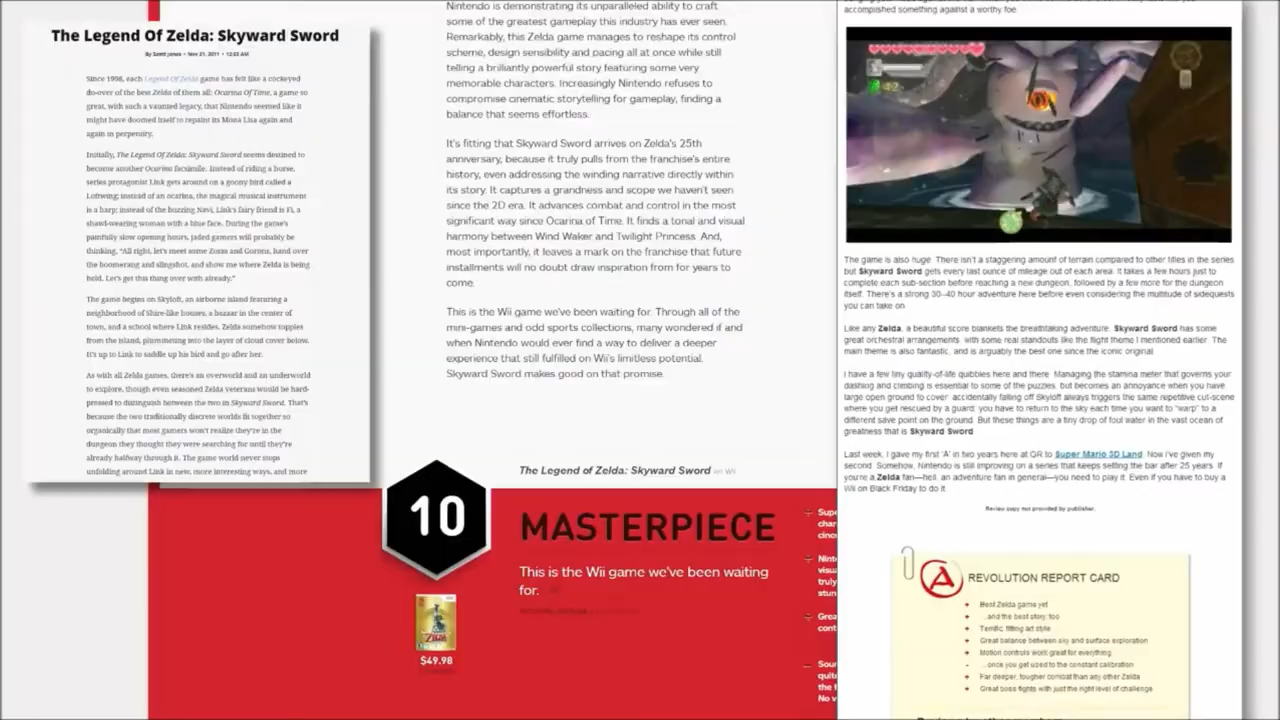 The Legend Of Zelda: Skyward Sword
By Scott Jones • Nov 21, 2011 • 12:03 AM
Since 1998, each Legend Of Zelda game has felt like a cockeyed
do-over of the best Zelda of them all: Ocarina Of Time, a game so
great, with such a vaunted legacy, that Nintendo seemed like it
might have doomed itself to repaint its Mona Lisa again and
again in perpetuity.
Initially, The Legend Of Zelda: Skyward Sword seems destined to
become another Ocarina facsimile. Instead of riding a horse,
series protagonist Link gets around on a goony bird called a
Loftwing; instead of an ocarina, the magical musical instrument
is a harp; instead of the buzzing Navi, Link's fairy friend is Fi, a
shawl-wearing woman with a blue face. During the game's
painfully slow opening hours, jaded gamers will probably be
thinking, "All right, let's meet some Zoras and Gorons, hand over
the boomerang and slingshot, and show me where Zelda is being
held. Let's get this thing over with already."
The game begins on Skyloft, an airborne island featuring a
neighborhood of Shire-like houses, a bazaar in the center of
town, and a school where Link resides. Zelda somehow topples
from the island, plummeting into the layer of cloud cover below.
It's up to Link to saddle up his bird and go after her.
As with all Zelda games, there's an overworld and an underworld
to explore, though even seasoned Zelda veterans would be hard-
pressed to distinguish between the two in Skyward Sword. That's
because the two traditionally discrete worlds fit together so
organically that most gamers won't realize they're in the
dungeon they thought they were searching for until they're
already halfway through it. The game world never stops
unfolding around Link in new, more interesting ways, and more
Nintendo is demonstrating its unparalleled ability to craft
some of the greatest gameplay this industry has ever seen.
Remarkably, this Zelda game manages to reshape its control
scheme, design sensibility and pacing all at once while still
telling a brilliantly powerful story featuring some very
memorable characters. Increasingly Nintendo refuses to
compromise cinematic storytelling for gameplay, finding a
balance that seems effortless.
It's fitting that Skyward Sword arrives on Zelda's 25th
anniversary, because it truly pulls from the franchise's entire
history, even addressing the winding narrative directly within
its story. It captures a grandness and scope we haven't seen
since the 2D era. It advances combat and control in the most
significant way since Ocarina of Time. It finds a tonal and visual
harmony between Wind Waker and Twilight Princess. And,
most importantly, it leaves a mark on the franchise that future
installments will no doubt draw inspiration from for years to
come.
This is the Wii game we've been waiting for. Through all of the
mini-games and odd sports collections, many wondered if and
when Nintendo would ever find a way to deliver a deeper
experience that still fulfilled on Wii's limitless potential.
Skyward Sword makes good on that promise.
The Legend of Zelda: Skyward Sword on Wii
10
MASTERPIECE
This is the Wii game we've been waiting
for.
ZELDA
$49.98
Supe
char
cine
Ninte
visua
truly
stun
Grea
cont
Soun
quit
the f
No v
accomplished something against a worthy foe.
42
The game is also huge. There isn't a staggering amount of terrain compared to other titles in the series
but Skyward Sword gets every last ounce of mileage out of each area. It takes a few hours just to
complete each sub-section before reaching a new dungeon, followed by a few more for the dungeon
itself. There's a strong 30–40 hour adventure here before even considering the multitude of sidequests
you can take on.
Like any Zelda, a beautiful score blankets the breathtaking adventure. Skyward Sword has some
great orchestral arrangements, with some real standouts like the flight theme I mentioned earlier. The
main theme is also fantastic, and is arguably the best one since the iconic original.
I have a few tiny quality-of-life quibbles here and there. Managing the stamina meter that governs your
dashing and climbing is essential to some of the puzzles, but becomes an annoyance when you have
large open ground to cover; accidentally falling off Skyloft always triggers the same repetitive cut-scene
where you get rescued by a guard; you have to return to the sky each time you want to "warp" to a
different save point on the ground. But these things are a tiny drop of foul water in the vast ocean of
greatness that is Skyward Sword.
Last week, I gave my first 'A' in two years here at GR to Super Mario 3D Land. Now I've given my
second. Somehow, Nintendo is still improving on a series that keeps setting the bar after 25 years. If
you're a Zelda fan—hell, an adventure fan in general—you need to play it. Even if you have to buy a
Wii on Black Friday to do it.
Review copy not provided by publisher.
A REVOLUTION REPORT CARD
+ Best Zelda game yet
+ ...and the best story, too
+ Terrific, fitting art style
+ Great balance between sky and surface exploration
+ Motion controls work great for everything
- ...once you get used to the constant calibration
+ Far deeper, tougher combat than any other Zelda
+ Great boss fights with just the right level of challenge